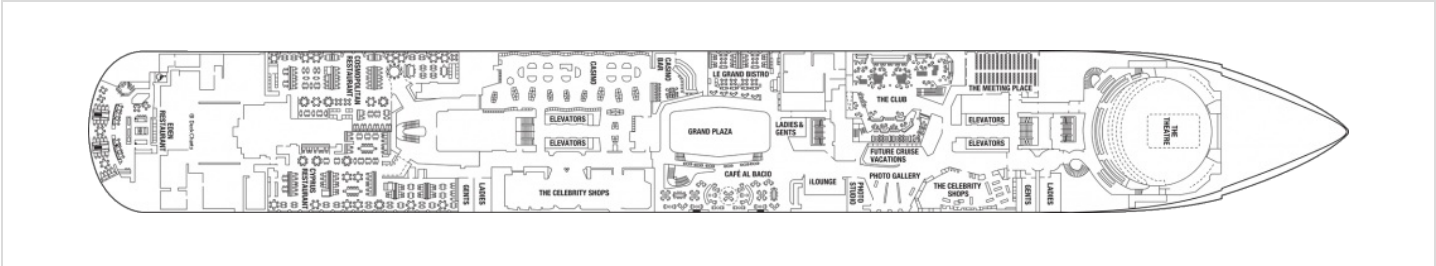 EDEN
RESTAURANT
© DeckChaty
COSMOPOLITAN
RESTAURANT
CYPRUS
RESTAURANT
GENTS
LADIES
CASINO
ELEVATORS
ELEVATORS
THE CELEBRITY SHOPS
CASINO
BAR
LE GRAND BISTRO
GRAND PLAZA
CAFÉ AL BACIO
LADIES &
GENTS
iLOUNGE
PHOTO
STUDIO
THE CLUB
FUTURE CRUISE
VACATIONS
PHOTO GALLERY
THE CELEBRITY
SHOPS
THE MEETING PLACE
ELEVATORS
ELEVATORS
GENTS
LADIES
THE
THEATRE